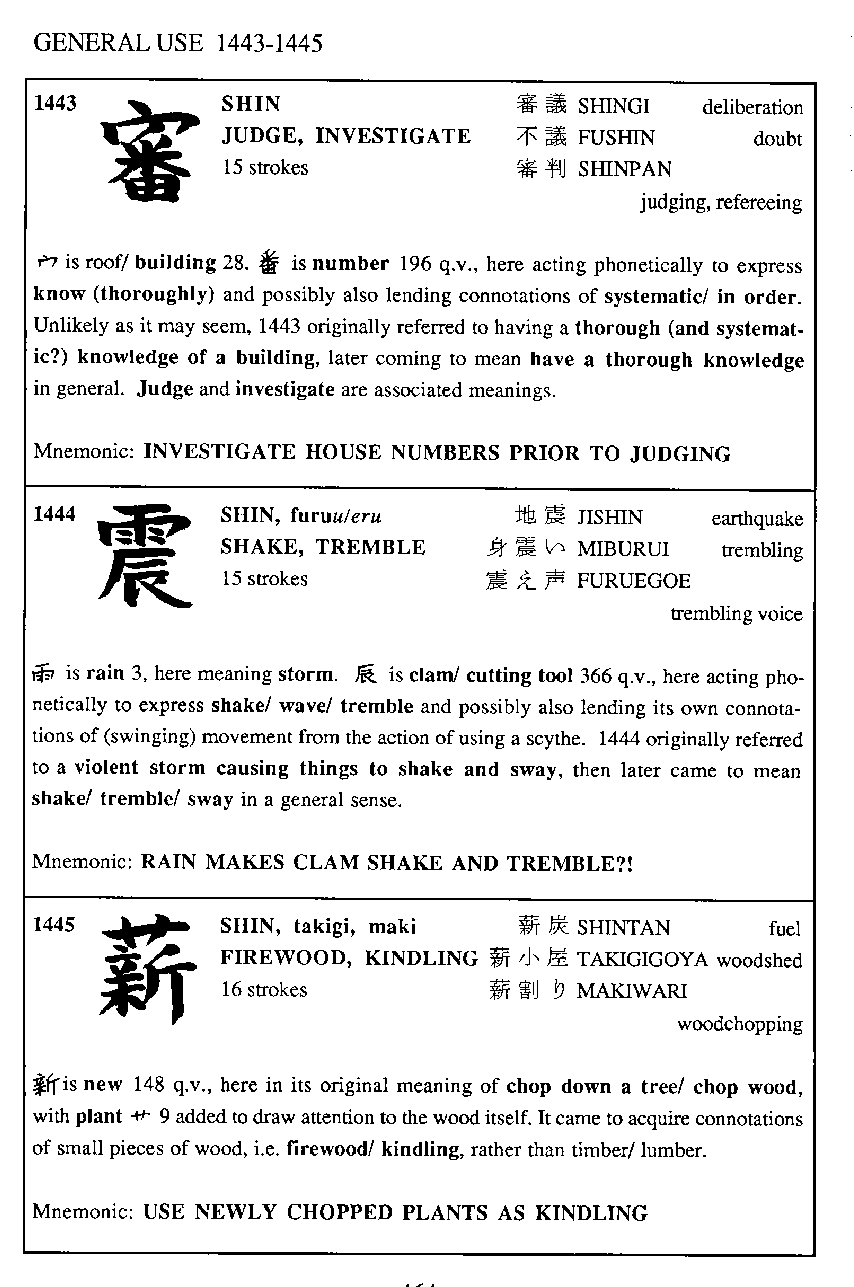 GENERAL USE 1443-1445
1443 審 SHIN 審議 SHINGI deliberation
JUDGE, INVESTIGATE 不議 FUSHIN doubt
15 strokes 審判 SHINPAN
judging, refereeing
宀 is roof/ building 28. 番 is number 196 q.v., here acting phonetically to express
know (thoroughly) and possibly also lending connotations of systematic/ in order.
Unlikely as it may seem, 1443 originally referred to having a thorough (and systemat-
ic?) knowledge of a building, later coming to mean have a thorough knowledge
in general. Judge and investigate are associated meanings.
Mnemonic: INVESTIGATE HOUSE NUMBERS PRIOR TO JUDGING
1444 震 SHIN, furuu/eru 地震 JISHIN earthquake
SHAKE, TREMBLE 身震い MIBURUI trembling
15 strokes 震え声 FURUEGOE
trembling voice
雨 is rain 3, here meaning storm. 辰 is clam/ cutting tool 366 q.v., here acting pho-
netically to express shake/ wave/ tremble and possibly also lending its own connota-
tions of (swinging) movement from the action of using a scythe. 1444 originally referred
to a violent storm causing things to shake and sway, then later came to mean
shake/ tremble/ sway in a general sense.
Mnemonic: RAIN MAKES CLAM SHAKE AND TREMBLE?!
1445 薪 SHIN, takigi, maki 薪炭 SHINTAN fuel
FIREWOOD, KINDLING 薪小屋 TAKIGIGOYA woodshed
16 strokes 薪割り MAKIWARI
woodchopping
新 is new 148 q.v., here in its original meaning of chop down a tree/ chop wood,
with plant 艹 9 added to draw attention to the wood itself. It came to acquire connotations
of small pieces of wood, i.e. firewood/ kindling, rather than timber/ lumber.
Mnemonic: USE NEWLY CHOPPED PLANTS AS KINDLING